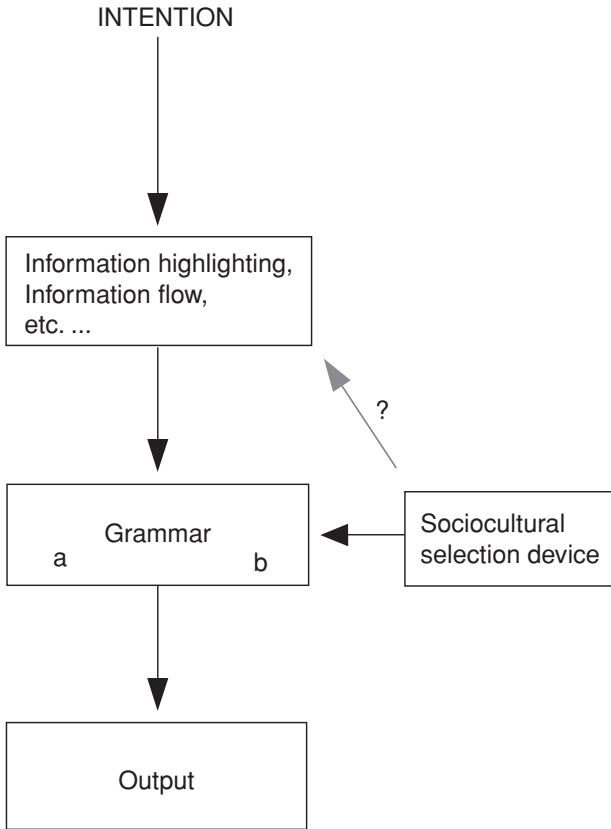 INTENTION
Information highlighting,
Information flow,
etc. ...
?
Grammar
a b
Sociocultural
selection device
Output